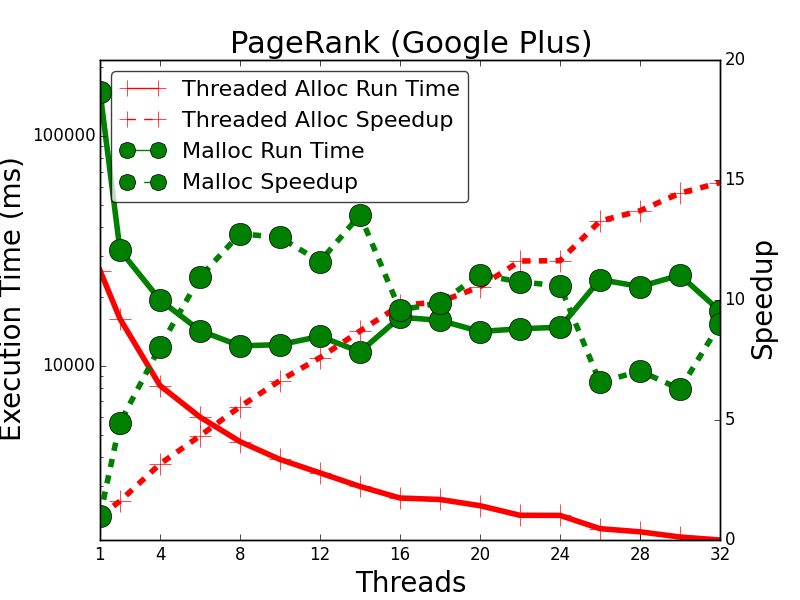 PageRank (Google Plus)
Threaded Alloc Run Time
Threaded Alloc Speedup
Malloc Run Time
Malloc Speedup
Execution Time (ms)
100000
10000
20
15
10
5
0
Speedup
1 4 8 12 16 20 24 28 32
Threads